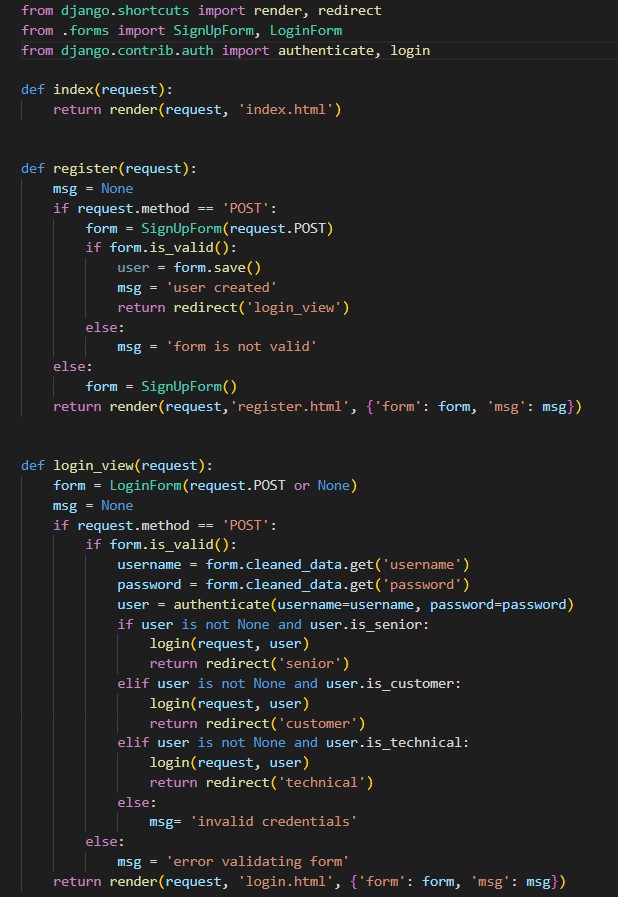 from django.shortcuts import render, redirect
from .forms import SignUpForm, LoginForm
from django.contrib.auth import authenticate, login
def index(request):
    return render(request, 'index.html')
def register(request):
    msg = None
    if request.method == 'POST':
        form = SignUpForm(request.POST)
        if form.is_valid():
            user = form.save()
            msg = 'user created'
            return redirect('login_view')
        else:
            msg = 'form is not valid'
    else:
        form = SignUpForm()
    return render(request,'register.html', {'form': form, 'msg': msg})
def login_view(request):
    form = LoginForm(request.POST or None)
    msg = None
    if request.method == 'POST':
        if form.is_valid():
            username = form.cleaned_data.get('username')
            password = form.cleaned_data.get('password')
            user = authenticate(username=username, password=password)
            if user is not None and user.is_senior:
                login(request, user)
                return redirect('senior')
            elif user is not None and user.is_customer:
                login(request, user)
                return redirect('customer')
            elif user is not None and user.is_technical:
                login(request, user)
                return redirect('technical')
            else:
                msg= 'invalid credentials'
        else:
            msg = 'error validating form'
    return render(request, 'login.html', {'form': form, 'msg': msg})